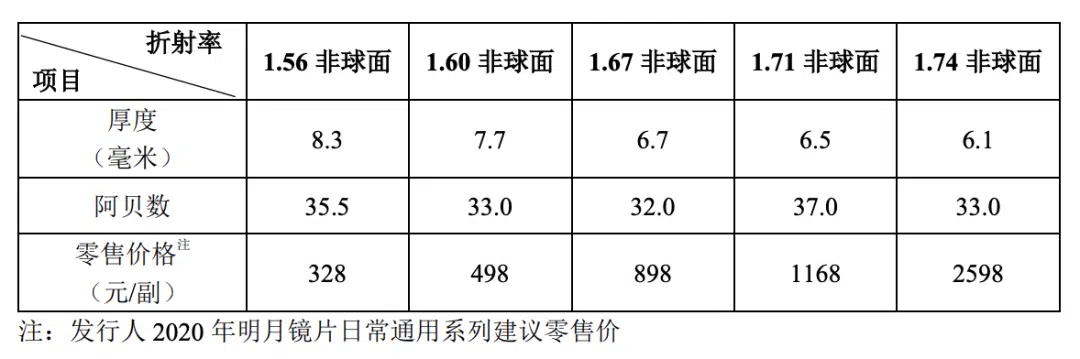 折射率
项目
1.56 非球面
1.60 非球面
1.67 非球面
1.71 非球面
1.74 非球面
厚度
（毫米）
8.3
7.7
6.7
6.5
6.1
阿贝数
35.5
33.0
32.0
37.0
33.0
零售价格注
（元/副）
328
498
898
1168
2598
注：发行人 2020 年明月镜片日常通用系列建议零售价